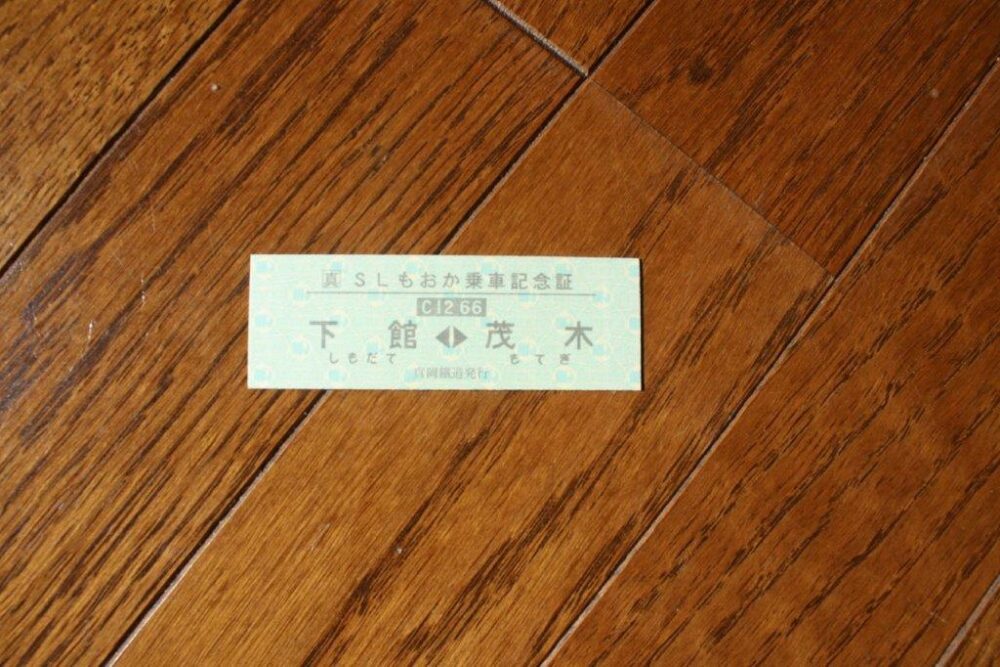 真 SLもおか乗車記念証
C12 66
下館◀▶茂木
しもだて もてぎ
真岡鐵道発行